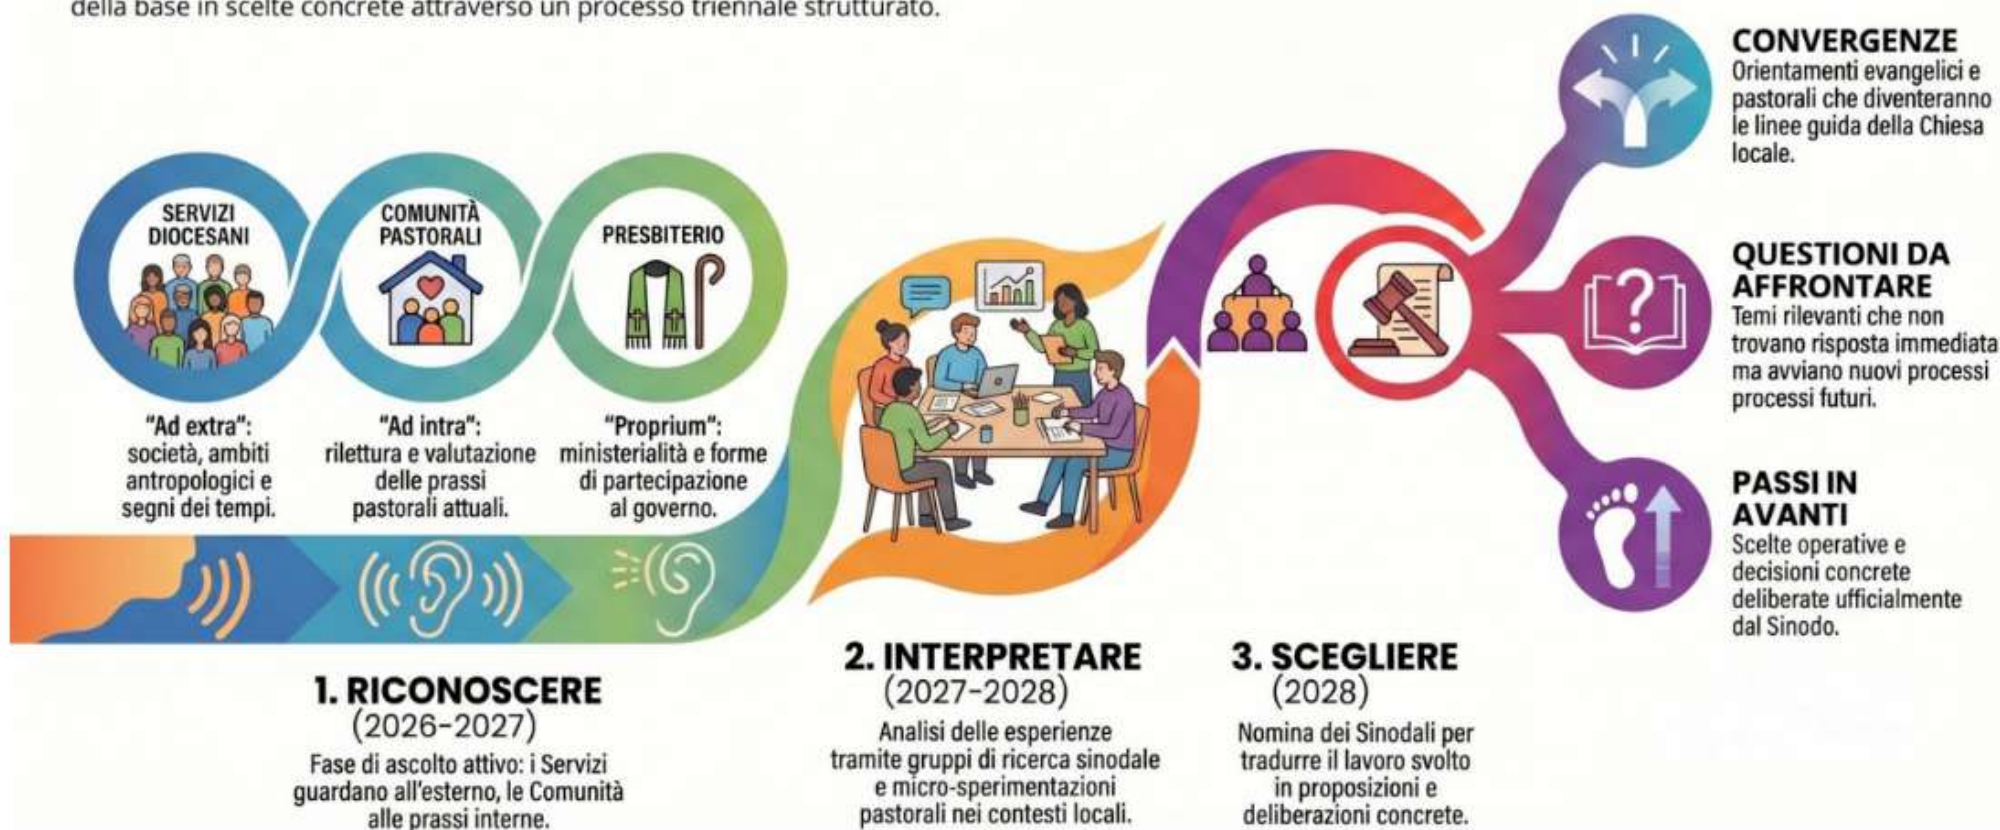 della base in scelte concrete attraverso un processo triennale strutturato.
SERVIZI
DIOCESANI
"Ad extra":
società, ambiti
antropologici e
segni dei tempi.
COMUNITÀ
PASTORALI
"Ad intra":
rilettura e valutazione
delle prassi
pastorali attuali.
PRESBITERIO
"Proprium":
ministerialità e forme
di partecipazione
al governo.
1. RICONOSCERE
(2026-2027)
Fase di ascolto attivo: i Servizi
guardano all'esterno, le Comunità
alle prassi interne.
2. INTERPRETARE
(2027-2028)
Analisi delle esperienze
tramite gruppi di ricerca sinodale
e micro-sperimentazioni
pastorali nei contesti locali.
3. SCEGLIERE
(2028)
Nomina dei Sinodali per
tradurre il lavoro svolto
in proposizioni e
deliberazioni concrete.
CONVERGENZE
Orientamenti evangelici e
pastorali che diventeranno
le linee guida della Chiesa
locale.
?
QUESTIONI DA
AFFRONTARE
Temi rilevanti che non
trovano risposta immediata
ma avviano nuovi processi
processi futuri.
PASSI IN
AVANTI
Scelte operative e
decisioni concrete
deliberate ufficialmente
dal Sinodo.